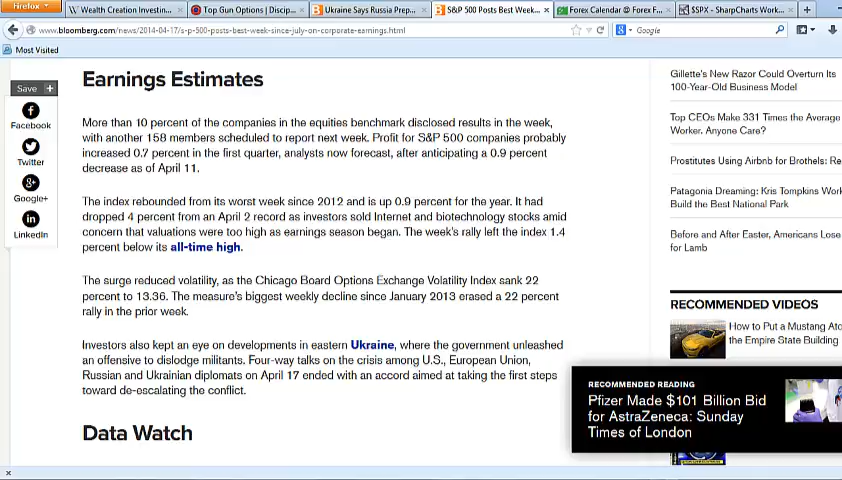 Firefox
Wealth Creation Investin...
Top Gun Options | Discip...
Ukraine Says Russia Prep...
S&P 500 Posts Best Week...
Forex Calendar @ Forex F...
$SPX - SharpCharts Work...
www.bloomberg.com/news/2014-04-17/s-p-500-posts-best-week-since-july-on-corporate-earnings.html
Google
Most Visited
Save +
Facebook
Twitter
Google+
LinkedIn
Earnings Estimates
More than 10 percent of the companies in the equities benchmark disclosed results in the week,
with another 158 members scheduled to report next week. Profit for S&P 500 companies probably
increased 0.7 percent in the first quarter, analysts now forecast, after anticipating a 0.9 percent
decrease as of April 11.
The index rebounded from its worst week since 2012 and is up 0.9 percent for the year. It had
dropped 4 percent from an April 2 record as investors sold Internet and biotechnology stocks amid
concern that valuations were too high as earnings season began. The week's rally left the index 1.4
percent below its all-time high.
The surge reduced volatility, as the Chicago Board Options Exchange Volatility Index sank 22
percent to 13.36. The measure's biggest weekly decline since January 2013 erased a 22 percent
rally in the prior week.
Investors also kept an eye on developments in eastern Ukraine, where the government unleashed
an offensive to dislodge militants. Four-way talks on the crisis among U.S., European Union,
Russian and Ukrainian diplomats on April 17 ended with an accord aimed at taking the first steps
toward de-escalating the conflict.
Data Watch
Gillette's New Razor Could Overturn Its
100-Year-Old Business Model
Top CEOs Make 331 Times the Average
Worker. Anyone Care?
Prostitutes Using Airbnb for Brothels: Re
Patagonia Dreaming: Kris Tompkins Work
Build the Best National Park
Before and After Easter, Americans Lose
for Lamb
RECOMMENDED VIDEOS
How to Put a Mustang Ato
the Empire State Building
RECOMMENDED READING
Pfizer Made $101 Billion Bid
for AstraZeneca: Sunday
Times of London